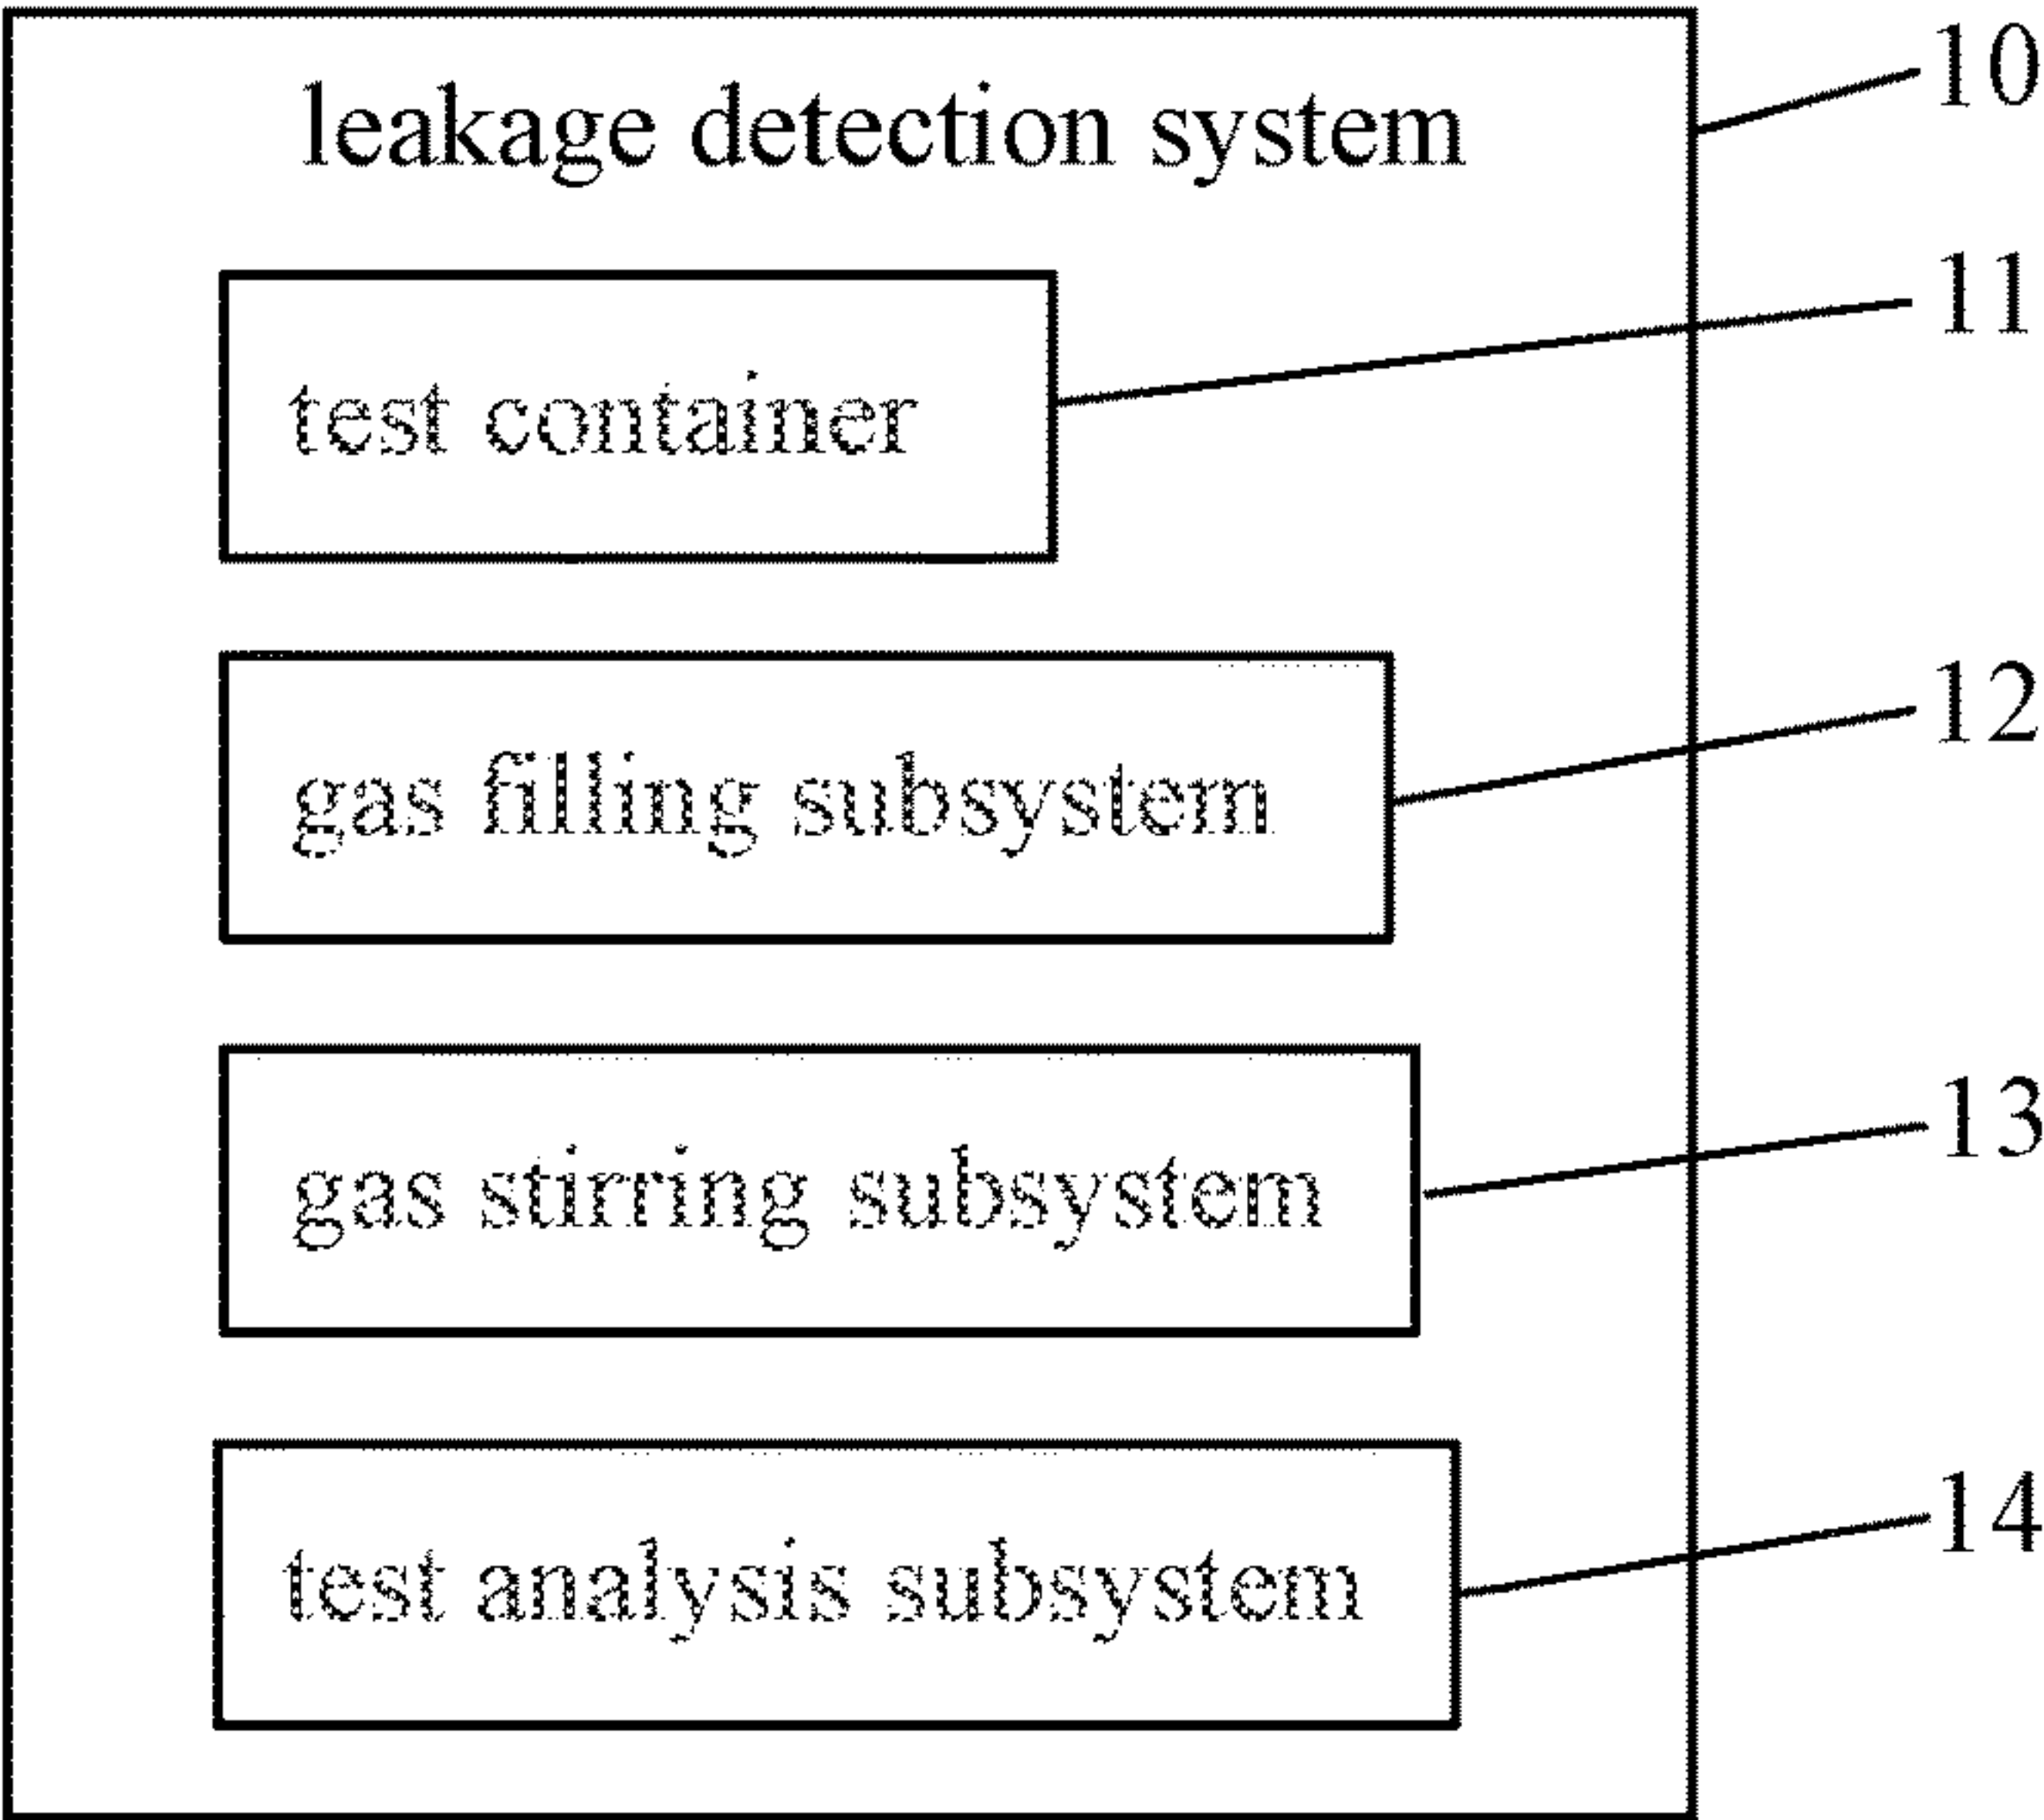 leakage detection system
10
test container
11
gas filling subsystem
12
gas stirring subsystem
13
test analysis subsystem
14